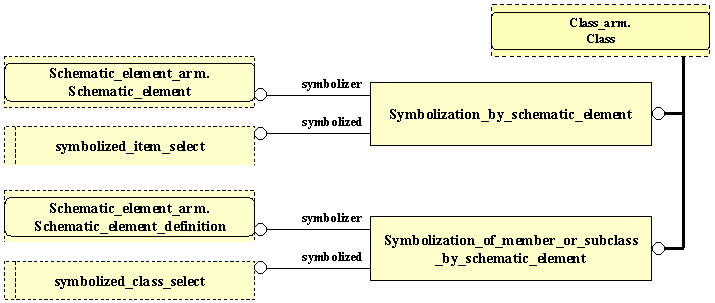 Class_arm.
Class
Schematic_element_arm.
Schematic_element
symbolizer
Symbolization_by_schematic_element
symbolized
symbolized_item_select
Schematic_element_arm.
Schematic_element_definition
symbolizer
Symbolization_of_member_or_subclass
_by_schematic_element
symbolized
symbolized_class_select